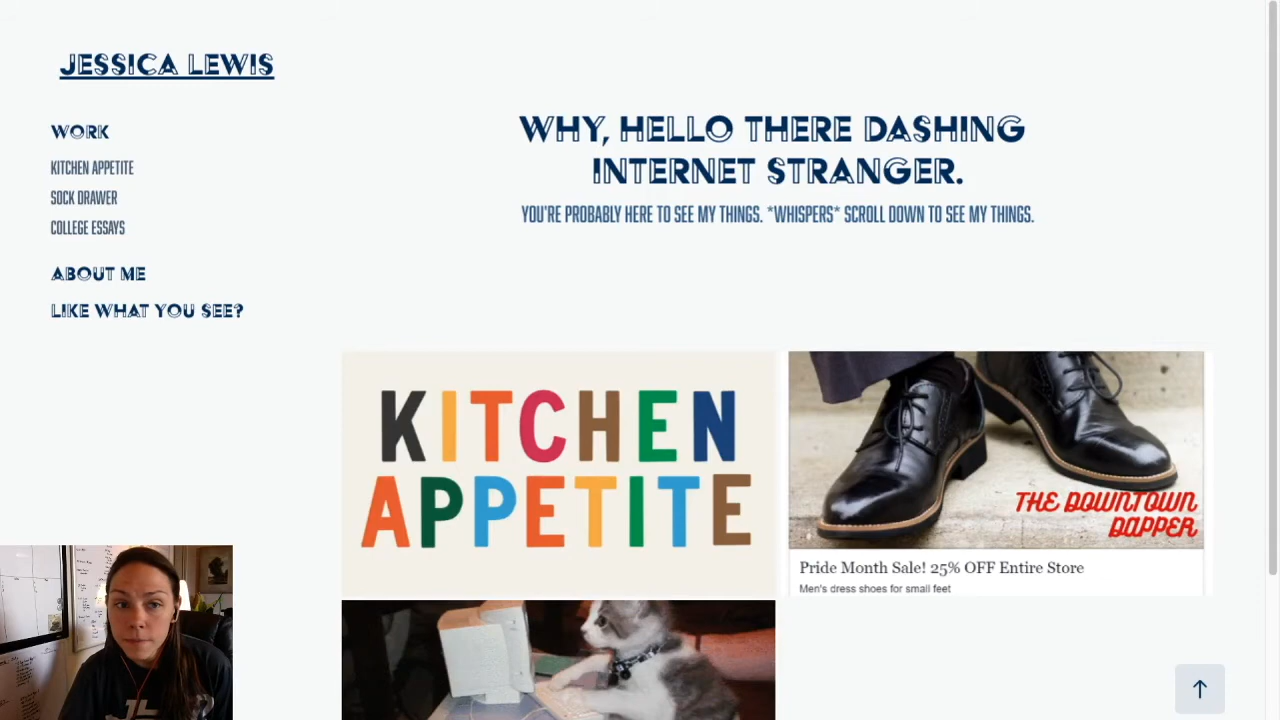 JESSICA LEWIS
WORK
KITCHEN APPETITE
SOCK DRAWER
COLLEGE ESSAYS
ABOUT ME
LIKE WHAT YOU SEE?
WHY, HELLO THERE DASHING
INTERNET STRANGER.
YOU'RE PROBABLY HERE TO SEE MY THINGS. *WHISPERS* SCROLL DOWN TO SEE MY THINGS.
KITCHEN
APPETITE
THE DOWNTOWN
DAPPER
Pride Month Sale! 25% OFF Entire Store
Men's dress shoes for small feet